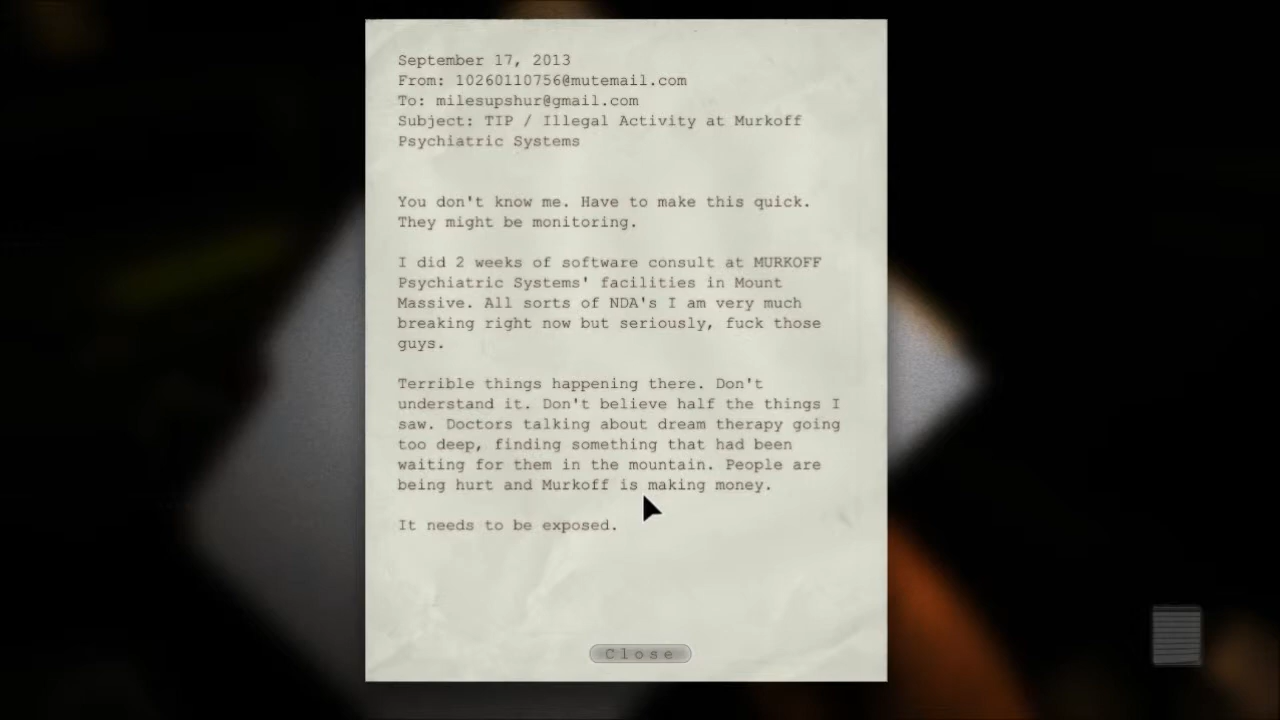 September 17, 2013
From: 10260110756@mutemail.com
To: milesupshur@gmail.com
Subject: TIP / Illegal Activity at Murkoff
Psychiatric Systems
You don't know me. Have to make this quick.
They might be monitoring.
I did 2 weeks of software consult at MURKOFF
Psychiatric Systems' facilities in Mount
Massive. All sorts of NDA's I am very much
breaking right now but seriously, fuck those
guys.
Terrible things happening there. Don't
understand it. Don't believe half the things I
saw. Doctors talking about dream therapy going
too deep, finding something that had been
waiting for them in the mountain. People are
being hurt and Murkoff is making money.
It needs to be exposed.
Close